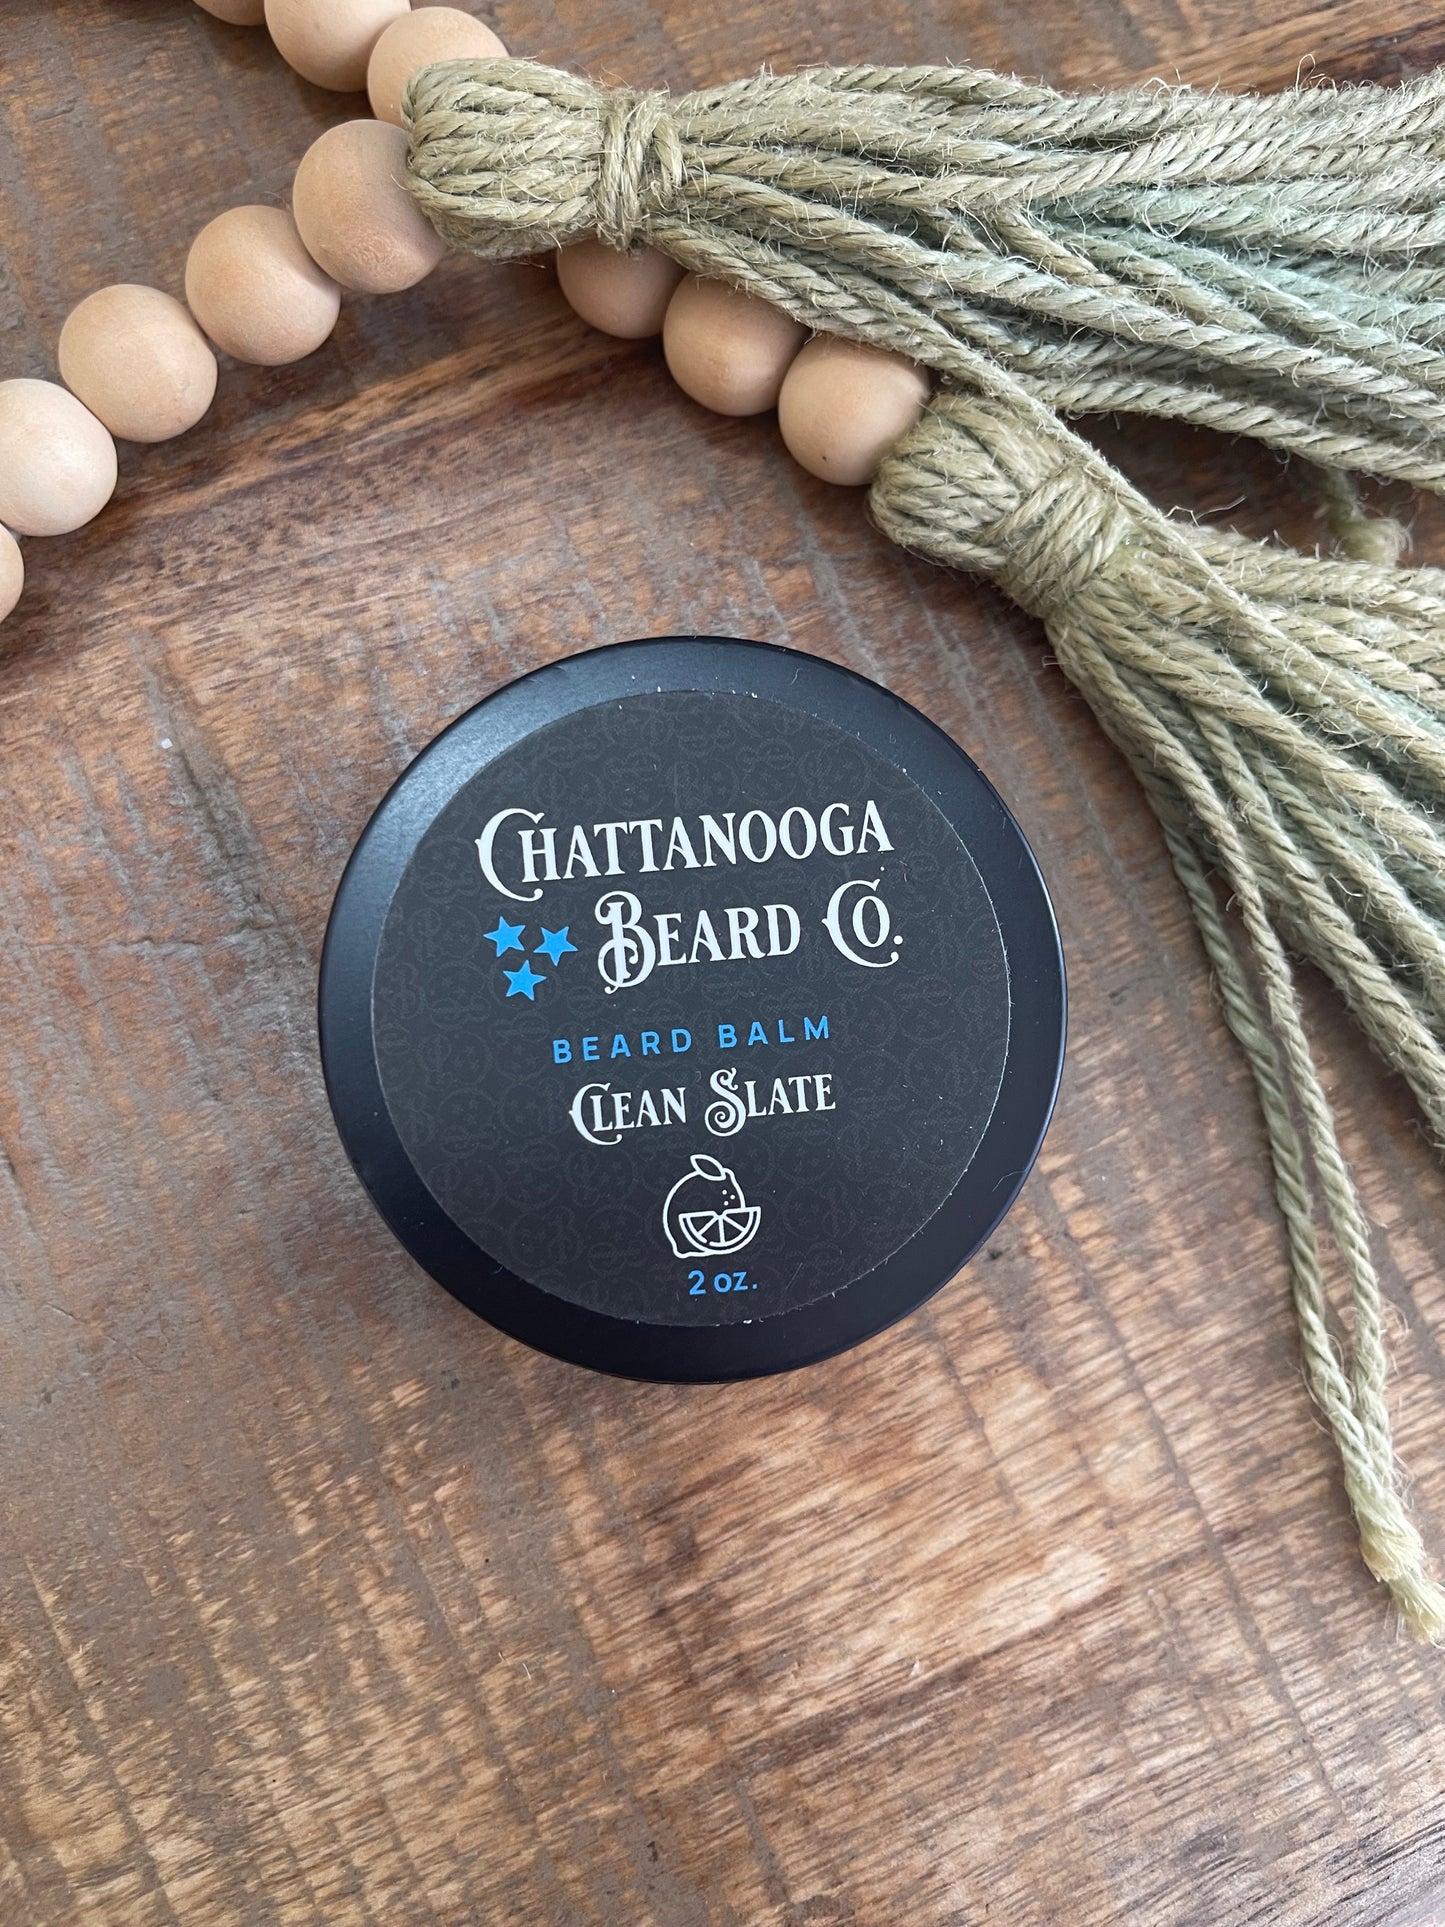 Chattanooga
Beard Co.
BEARD BALM
Clean Slate
2 oz.